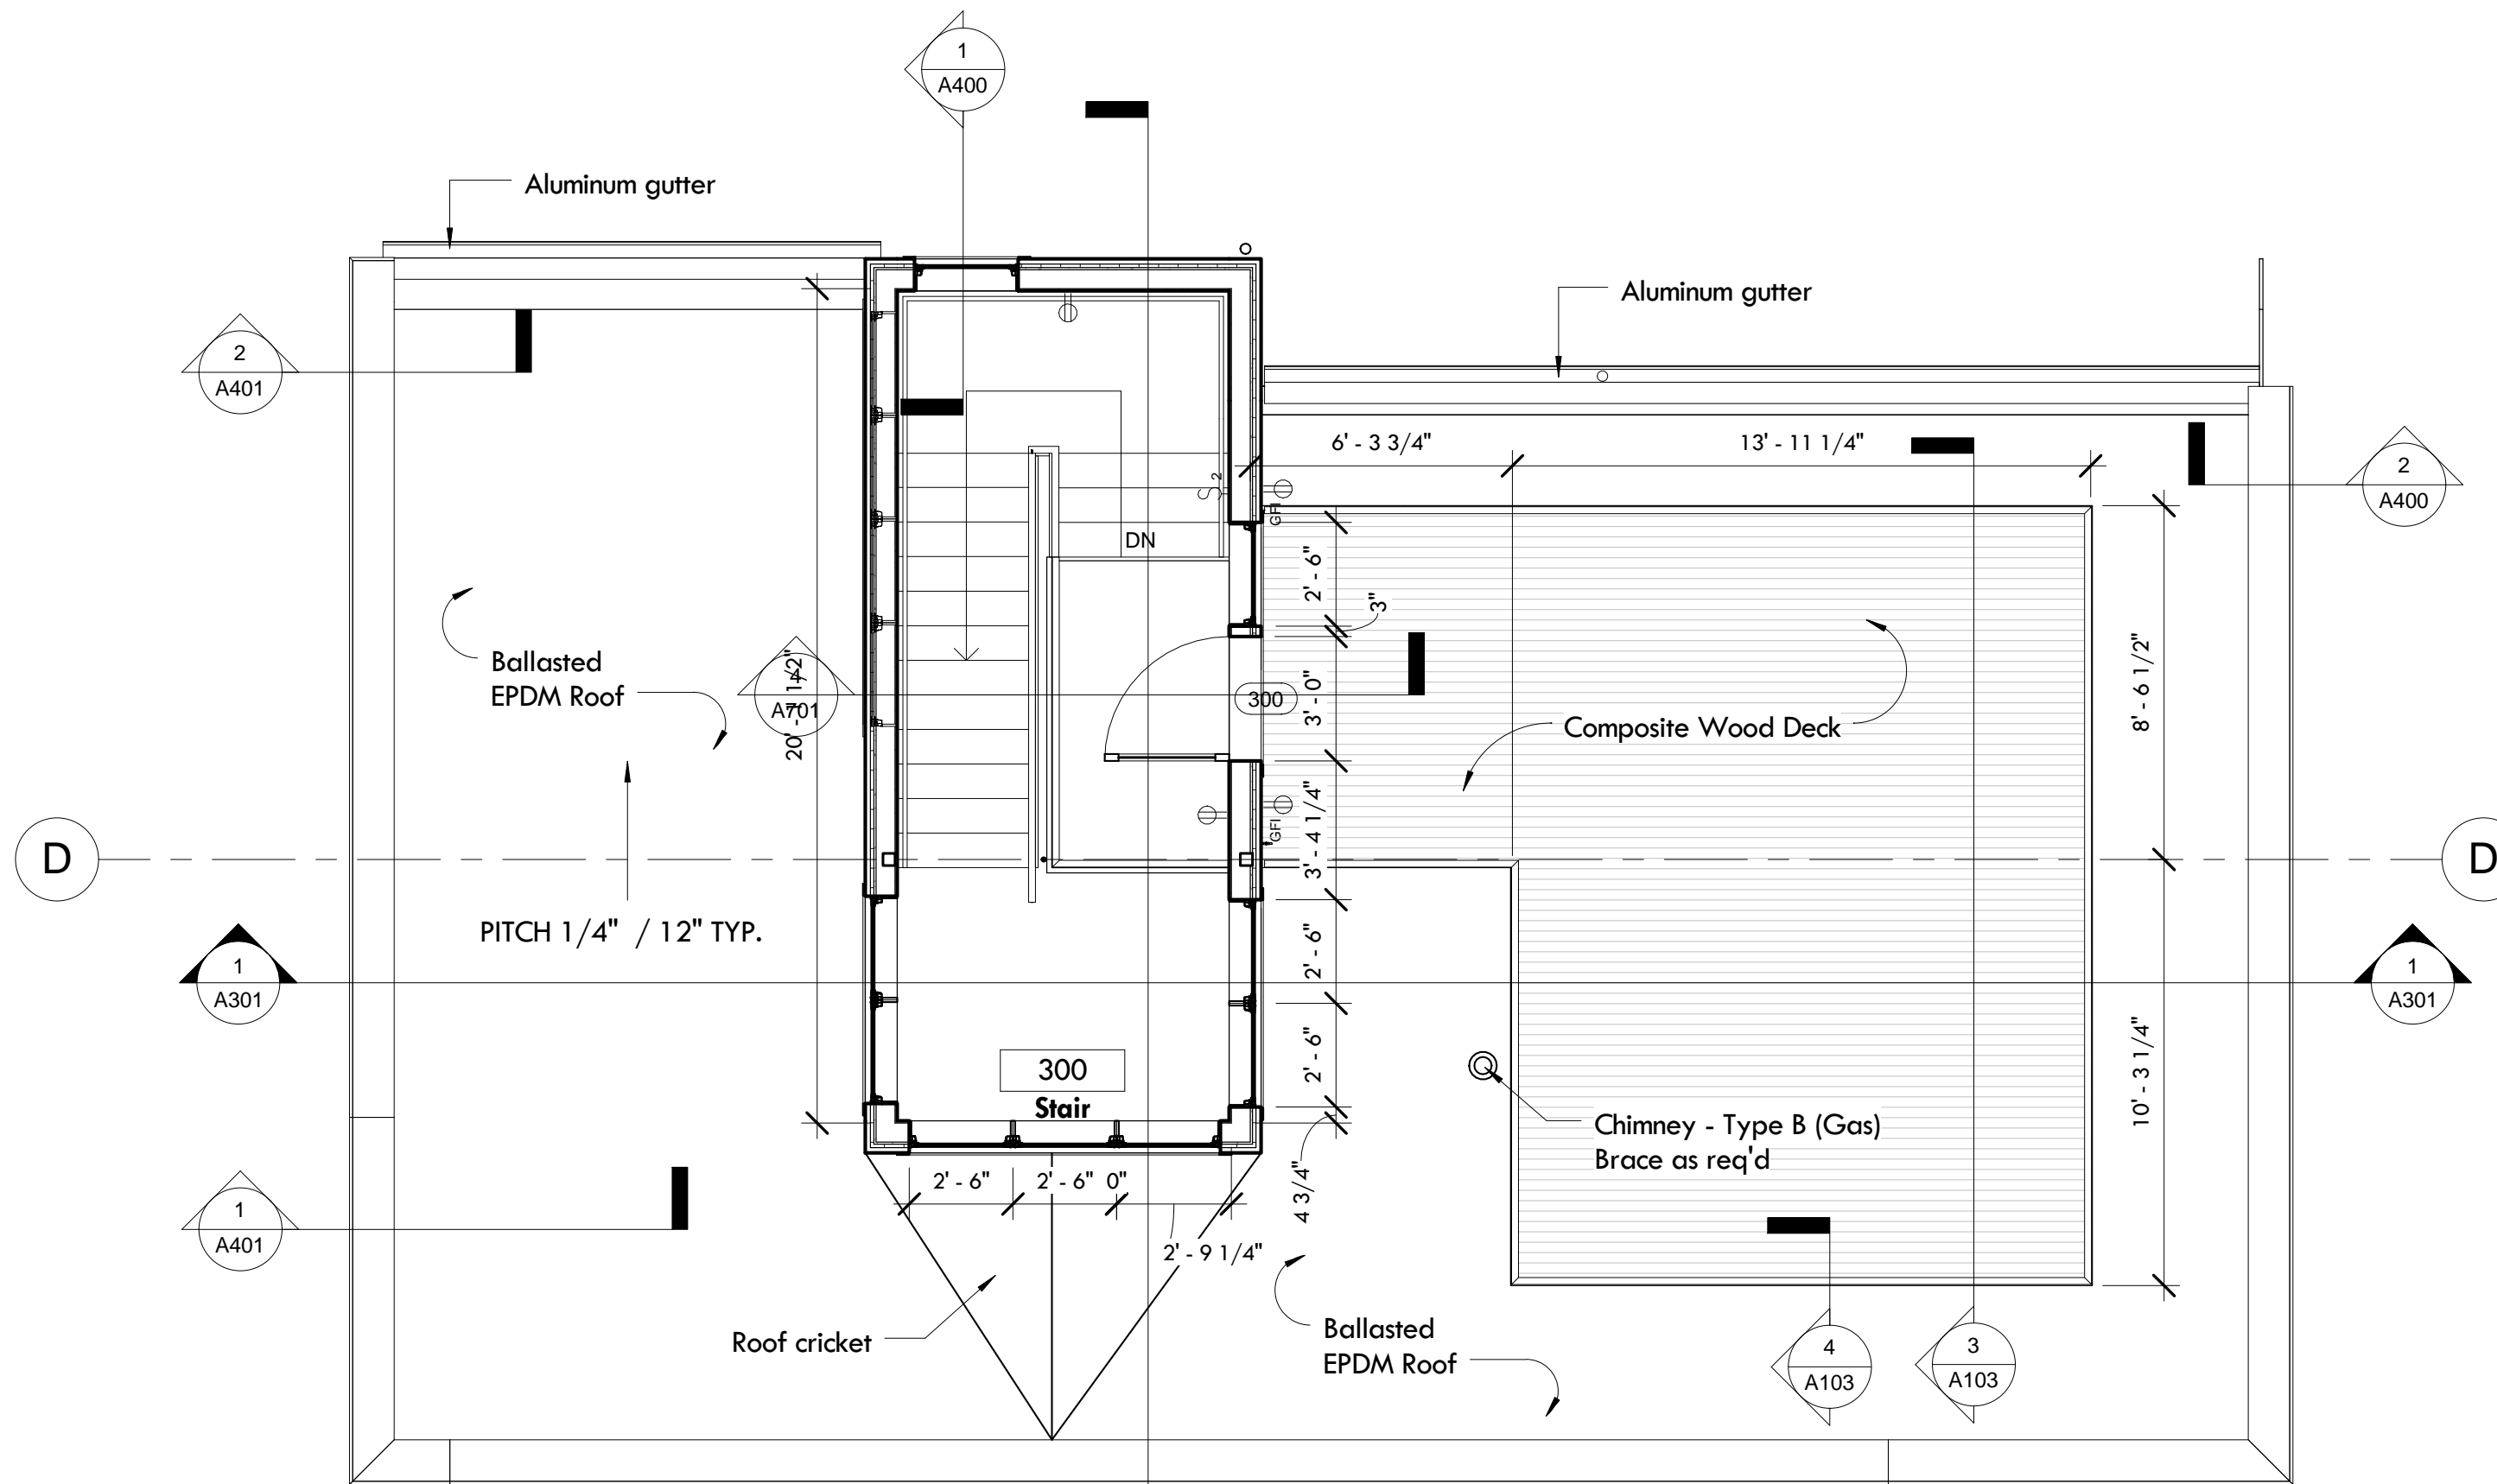 1
A400
Aluminum gutter
Aluminum gutter
2
A401
6' - 3 3/4"
13' - 11 1/4"
2
A400
S2
GFI
DN
2' - 6"
3"
Ballasted
EPDM Roof
4
A701
20' - 7 1/2"
300
3' - 0"
Composite Wood Deck
8' - 6 1/2"
3' - 4 1/4"
GFI
D
D
PITCH 1/4" / 12" TYP.
1
A301
2' - 6"
1
A301
2' - 6"
10' - 3 1/4"
300
Stair
Chimney - Type B (Gas)
Brace as req'd
2' - 6"
2' - 6"
0"
4 3/4"
1
A401
2' - 9 1/4"
Roof cricket
Ballasted
EPDM Roof
4
A103
3
A103